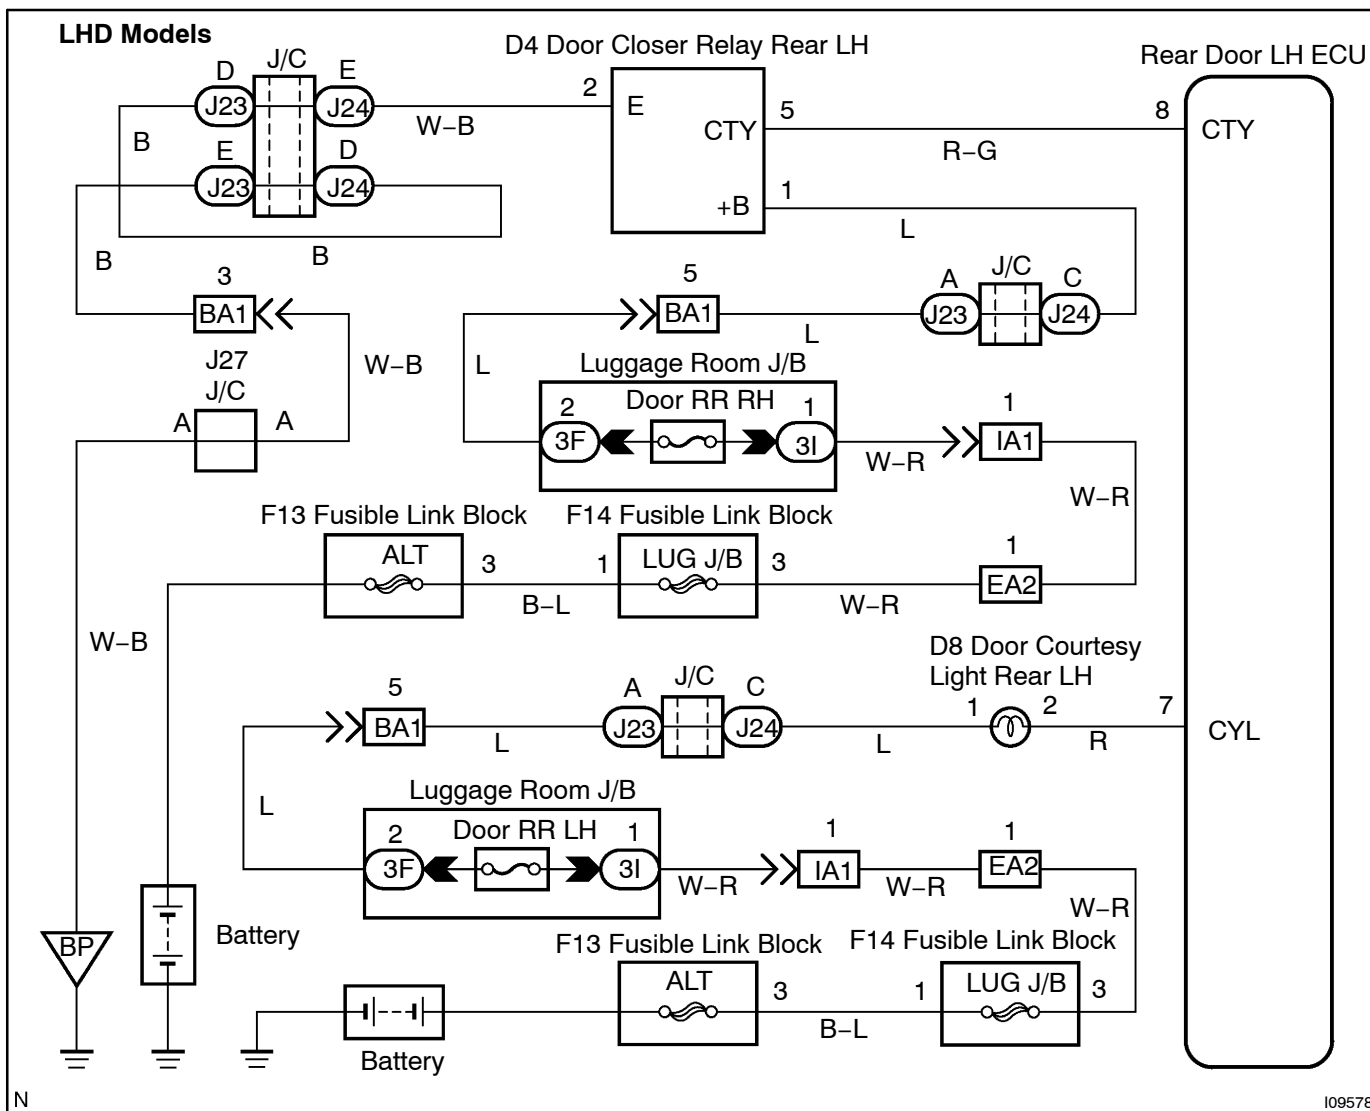 LHD Models
D4 Door Closer Relay Rear LH
Rear Door LH ECU
D J/C E
J23 J24
W–B
2 E
CTY 5
R–G
8 CTY
B
E D
J23 J24
+B 1
L
B
B
3
BA1
5
BA1
L
A J/C C
J23 J24
J27
J/C
A A
W–B
L
Luggage Room J/B
2 Door RR RH 1
3F 3I
W–R
1
IA1
W–R
F13 Fusible Link Block
F14 Fusible Link Block
ALT 3
B–L
1 LUG J/B 3
W–R
1
EA2
W–B
D8 Door Courtesy
Light Rear LH
5
BA1
L
A J/C C
J23 J24
L
1 2
R
7
CYL
L
Luggage Room J/B
2 Door RR LH 1
3F 3I
W–R
1
IA1
W–R
1
EA2
W–R
BP
Battery
F13 Fusible Link Block
F14 Fusible Link Block
ALT 3
B–L
1 LUG J/B 3
Battery
N
I09578